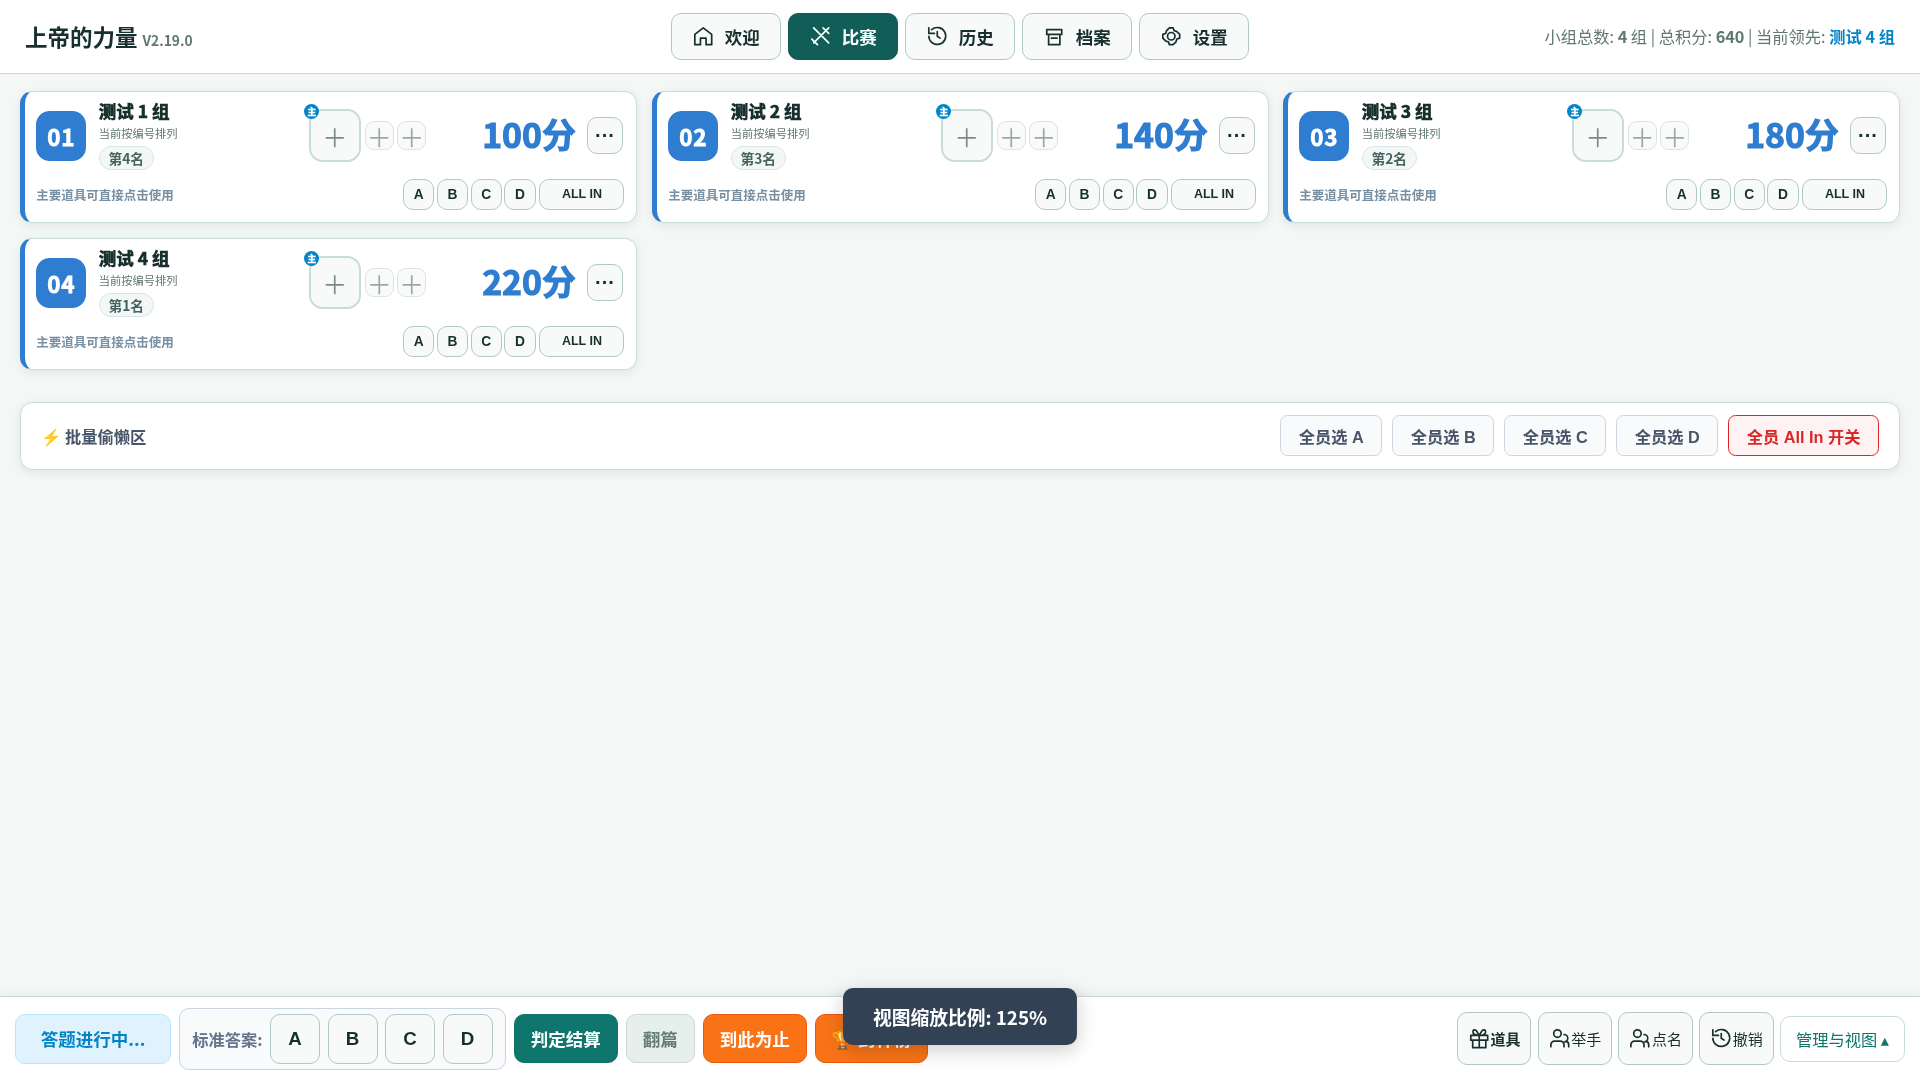 上帝的力量 V2.19.0
欢迎
比赛
历史
档案
设置
小组总数: 4 组 | 总积分: 640 | 当前领先: 测试 4 组
01
测试 1 组
当前按编号排列
第4名
主
100分
主要道具可直接点击使用
A B C D ALL IN
02
测试 2 组
当前按编号排列
第3名
主
140分
主要道具可直接点击使用
A B C D ALL IN
03
测试 3 组
当前按编号排列
第2名
主
180分
主要道具可直接点击使用
A B C D ALL IN
04
测试 4 组
当前按编号排列
第1名
主
220分
主要道具可直接点击使用
A B C D ALL IN
⚡ 批量偷懒区
全员选 A
全员选 B
全员选 C
全员选 D
全员 All In 开关
视图缩放比例: 125%
答题进行中...
标准答案: A B C D
判定结算
翻篇
到此为止
道具
举手
点名
撤销
管理与视图 ▴